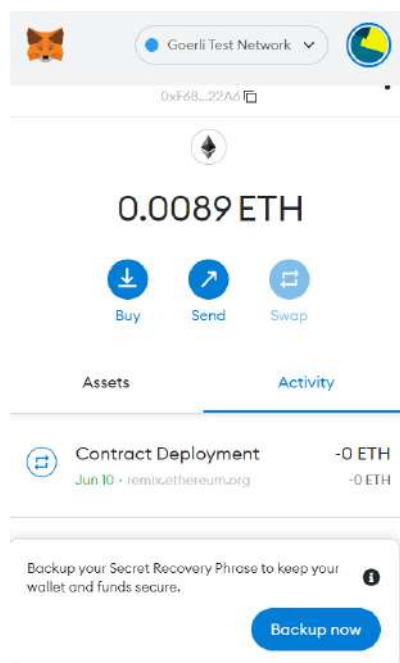 Goerli Test Network
0xF68...22A6
0.0089 ETH
Buy Send Swap
Assets Activity
Contract Deployment -0 ETH
Jun 10 · remix.ethereum.org -0 ETH
Backup your Secret Recovery Phrase to keep your
wallet and funds secure.
Backup now